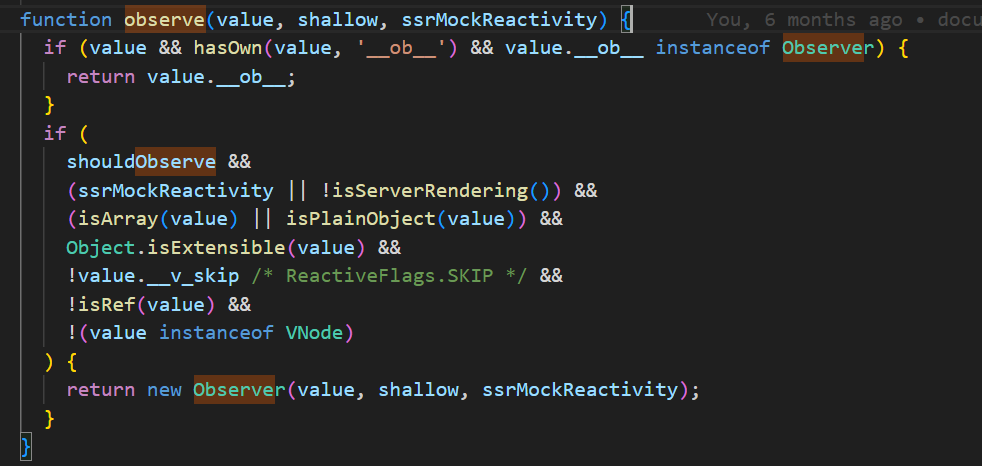 function observe(value, shallow, ssrMockReactivity) { You, 6 months ago • docu
  if (value && hasOwn(value, '__ob__') && value.__ob__ instanceof Observer) {
    return value.__ob__;
  }
  if (
    shouldObserve &&
    (ssrMockReactivity || !isServerRendering()) &&
    (isArray(value) || isPlainObject(value)) &&
    Object.isExtensible(value) &&
    !value.__v_skip /* ReactiveFlags.SKIP */ &&
    !isRef(value) &&
    !(value instanceof VNode)
  ) {
    return new Observer(value, shallow, ssrMockReactivity);
  }
}